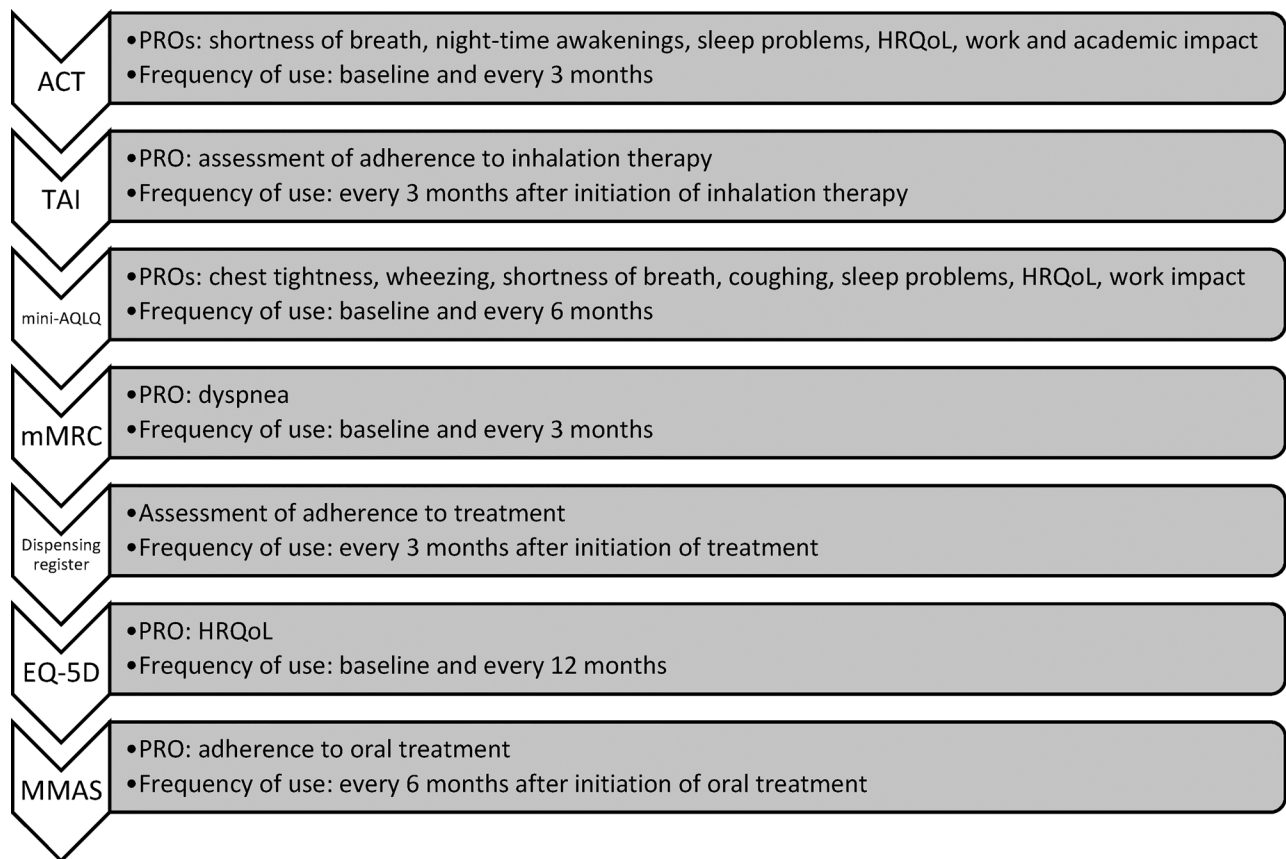 ACT
•PROs: shortness of breath, night-time awakenings, sleep problems, HRQoL, work and academic impact
•Frequency of use: baseline and every 3 months
TAI
•PRO: assessment of adherence to inhalation therapy
•Frequency of use: every 3 months after initiation of inhalation therapy
mini-AQLQ
•PROs: chest tightness, wheezing, shortness of breath, coughing, sleep problems, HRQoL, work impact
•Frequency of use: baseline and every 6 months
mMRC
•PRO: dyspnea
•Frequency of use: baseline and every 3 months
Dispensing
register
•Assessment of adherence to treatment
•Frequency of use: every 3 months after initiation of treatment
EQ-5D
•PRO: HRQoL
•Frequency of use: baseline and every 12 months
MMAS
•PRO: adherence to oral treatment
•Frequency of use: every 6 months after initiation of oral treatment